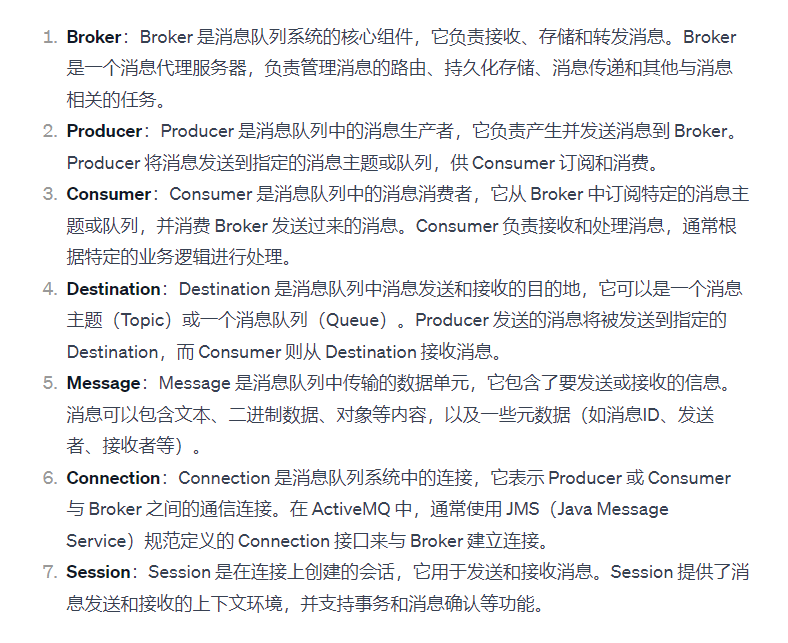 1. Broker：Broker 是消息队列系统的核心组件，它负责接收、存储和转发消息。Broker
是一个消息代理服务器，负责管理消息的路由、持久化存储、消息传递和其他与消息
相关的任务。
2. Producer：Producer 是消息队列中的消息生产者，它负责产生并发送消息到 Broker。
Producer 将消息发送到指定的消息主题或队列，供 Consumer 订阅和消费。
3. Consumer：Consumer 是消息队列中的消息消费者，它从 Broker 中订阅特定的消息主
题或队列，并消费 Broker 发送过来的消息。Consumer 负责接收和处理消息，通常根
据特定的业务逻辑进行处理。
4. Destination：Destination 是消息队列中消息发送和接收的目的地，它可以是一个消息
主题（Topic）或一个消息队列（Queue）。Producer 发送的消息将被发送到指定的
Destination，而 Consumer 则从 Destination 接收消息。
5. Message：Message 是消息队列中传输的数据单元，它包含了要发送或接收的信息。
消息可以包含文本、二进制数据、对象等内容，以及一些元数据（如消息ID、发送
者、接收者等）。
6. Connection：Connection 是消息队列系统中的连接，它表示 Producer 或 Consumer
与 Broker 之间的通信连接。在 ActiveMQ 中，通常使用 JMS（Java Message
Service）规范定义的 Connection 接口来与 Broker 建立连接。
7. Session：Session 是在连接上创建的会话，它用于发送和接收消息。Session 提供了消
息发送和接收的上下文环境，并支持事务和消息确认等功能。